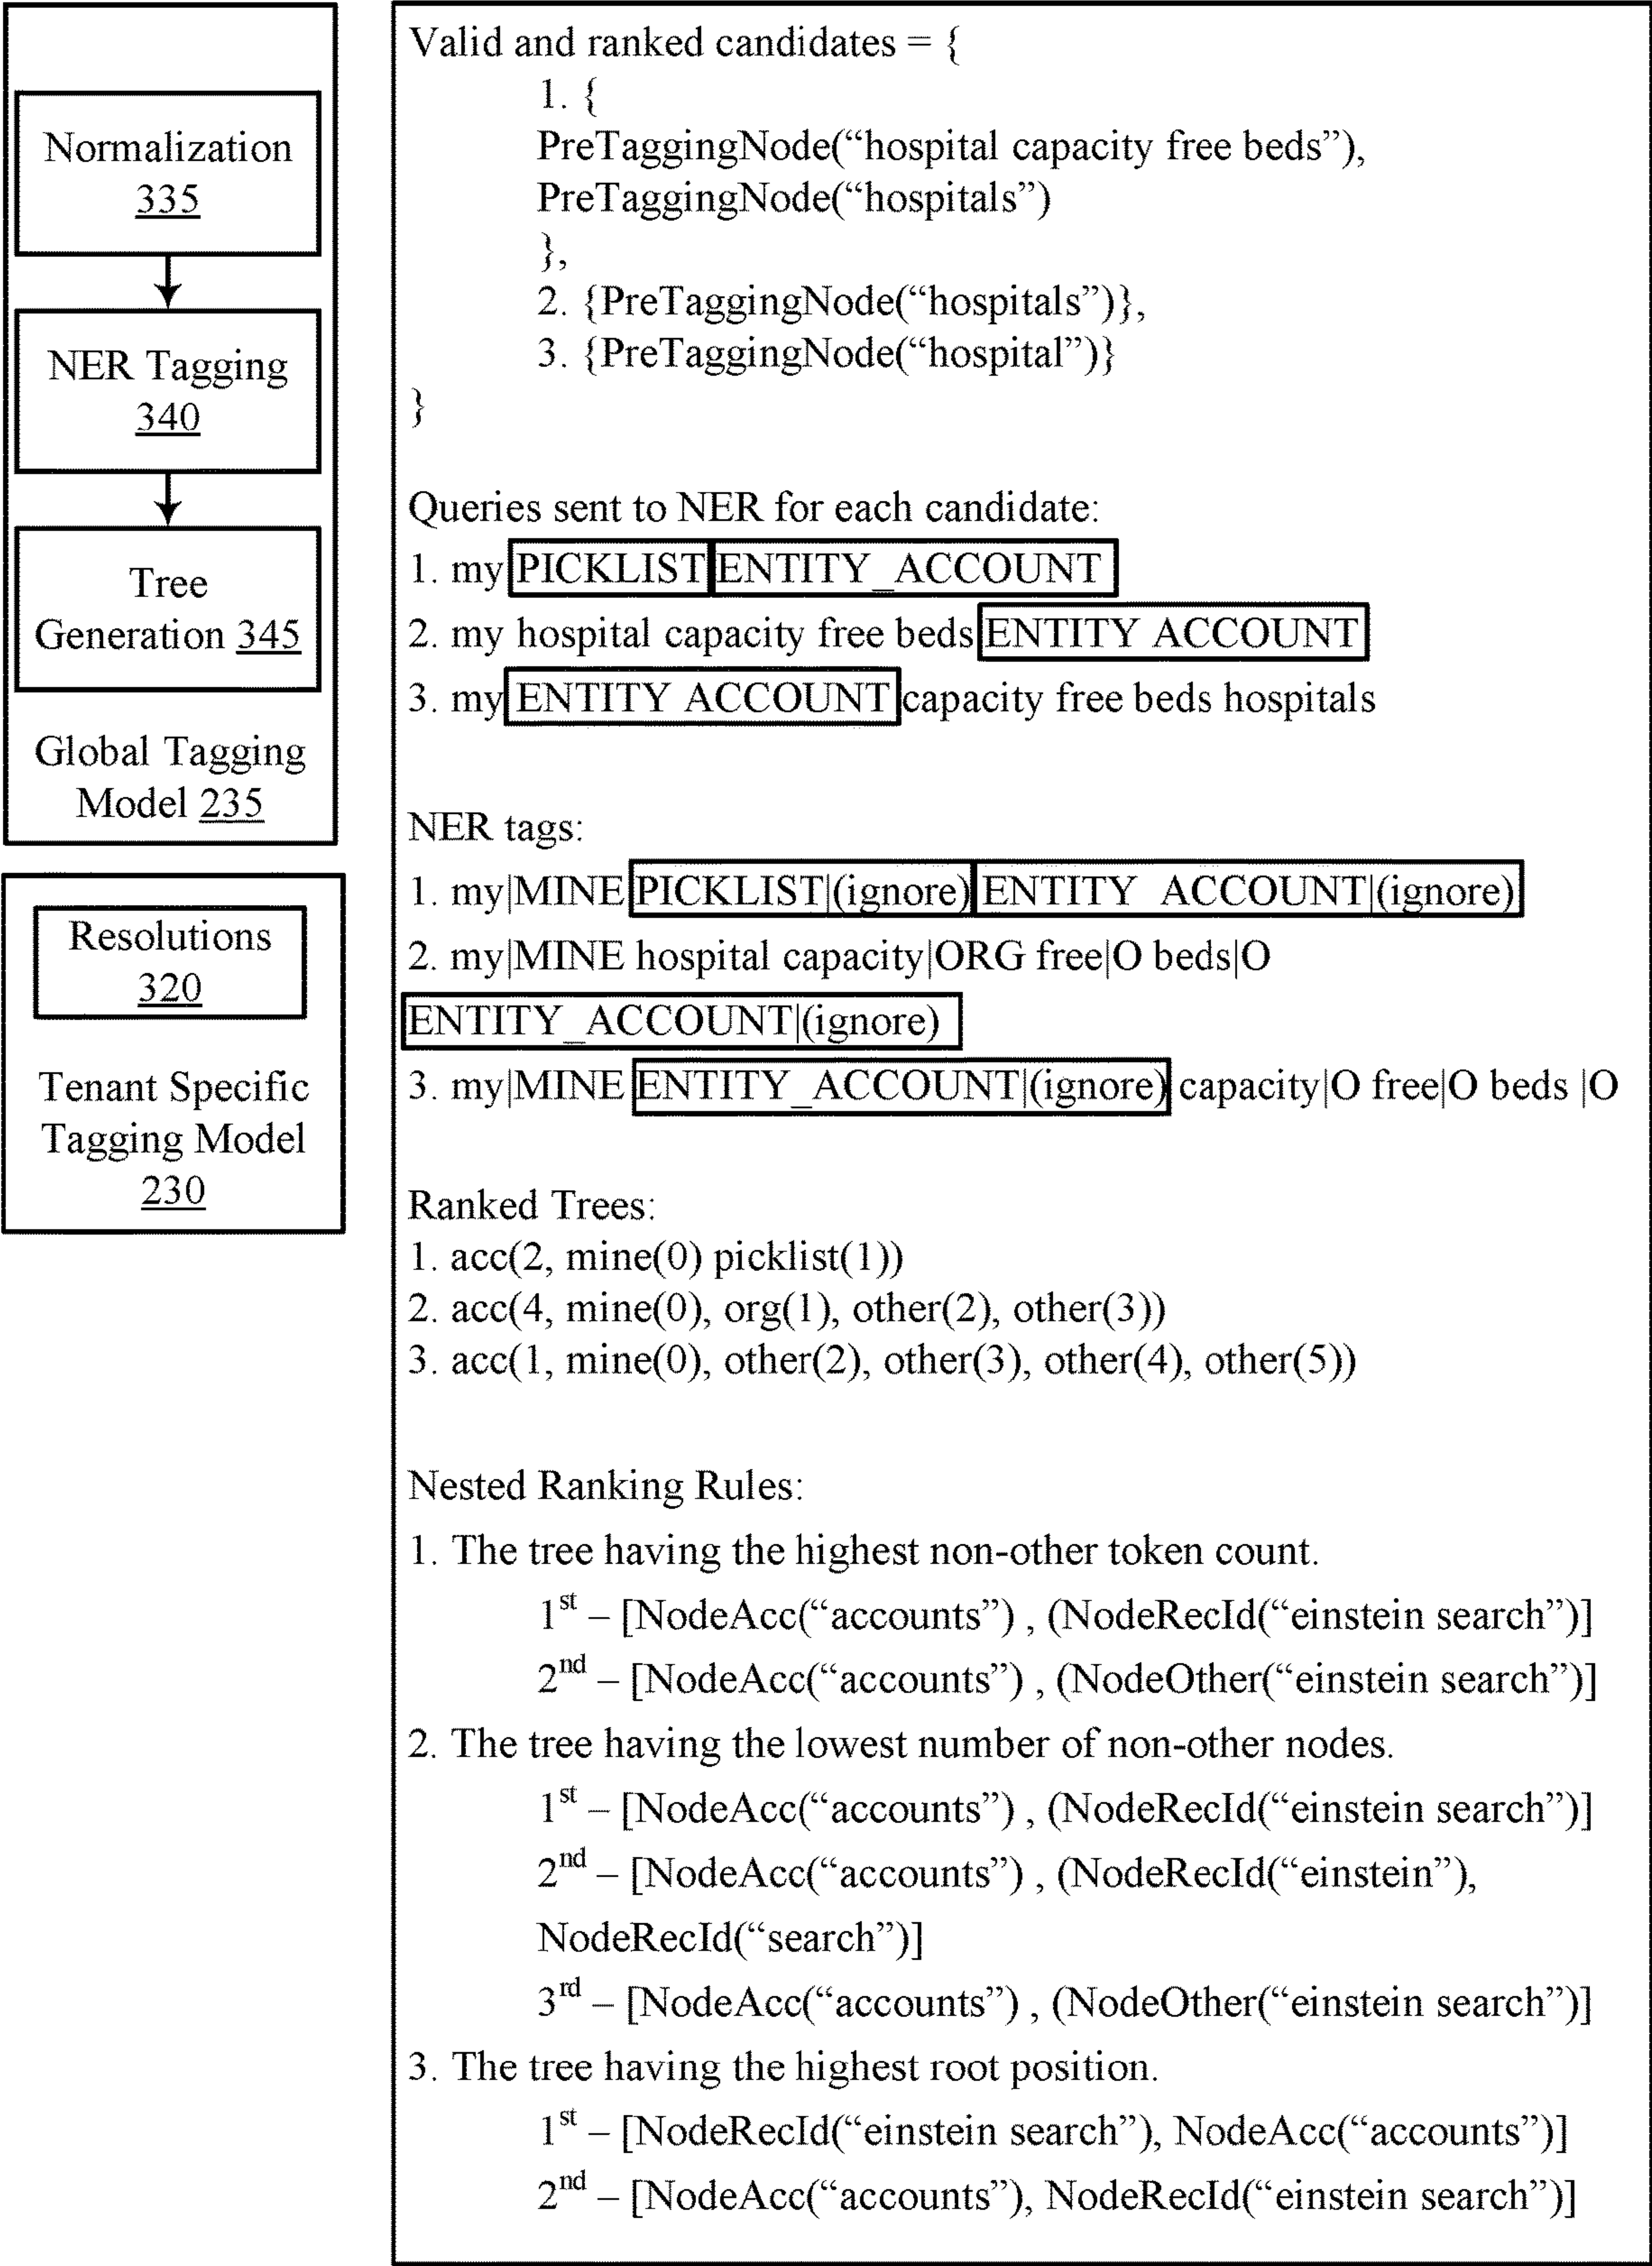 Normalization
335
NER Tagging
340
Tree
Generation 345
Global Tagging
Model 235
Resolutions
320
Tenant Specific
Tagging Model
230
Valid and ranked candidates = {
1. {
PreTaggingNode(“hospital capacity free beds”),
PreTaggingNode(“hospitals”)
},
2. {PreTaggingNode(“hospitals”)},
3. {PreTaggingNode(“hospital”)}
}
Queries sent to NER for each candidate:
1. my PICKLIST ENTITY_ACCOUNT
2. my hospital capacity free beds ENTITY ACCOUNT
3. my ENTITY ACCOUNT capacity free beds hospitals
NER tags:
1. my|MINE PICKLIST|(ignore) ENTITY ACCOUNT|(ignore)
2. my|MINE hospital capacity|ORG free|O beds|O
ENTITY_ACCOUNT|(ignore)
3. my|MINE ENTITY_ACCOUNT|(ignore) capacity|O free|O beds |O
Ranked Trees:
1. acc(2, mine(0) picklist(1))
2. acc(4, mine(0), org(1), other(2), other(3))
3. acc(1, mine(0), other(2), other(3), other(4), other(5))
Nested Ranking Rules:
1. The tree having the highest non-other token count.
1st – [NodeAcc(“accounts”) , (NodeRecId(“einstein search”)]
2nd – [NodeAcc(“accounts”) , (NodeOther(“einstein search”)]
2. The tree having the lowest number of non-other nodes.
1st – [NodeAcc(“accounts”) , (NodeRecId(“einstein search”)]
2nd – [NodeAcc(“accounts”) , (NodeRecId(“einstein”),
NodeRecId(“search”)]
3rd – [NodeAcc(“accounts”) , (NodeOther(“einstein search”)]
3. The tree having the highest root position.
1st – [NodeRecId(“einstein search”), NodeAcc(“accounts”)]
2nd – [NodeAcc(“accounts”), NodeRecId(“einstein search”)]